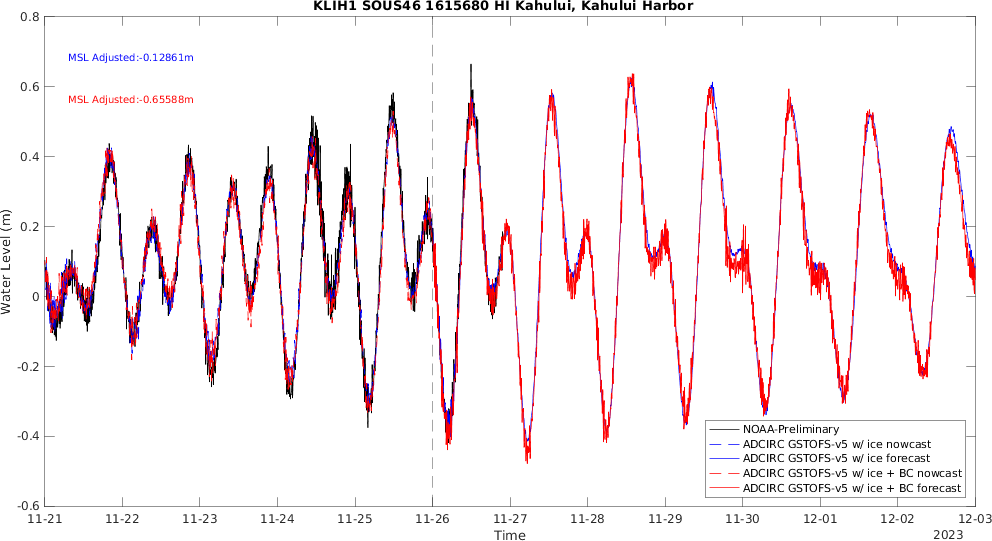 KLIH1 SOUS46 1615680 HI Kahului, Kahului Harbor
0.8
MSL Adjusted:-0.12861m
0.6
MSL Adjusted:-0.65588m
0.4
0.2
Water Level (m)
0
-0.2
-0.4
-0.6
NOAA-Preliminary
ADCIRC GSTOFS-v5 w/ ice nowcast
ADCIRC GSTOFS-v5 w/ ice forecast
ADCIRC GSTOFS-v5 w/ ice + BC nowcast
ADCIRC GSTOFS-v5 w/ ice + BC forecast
11-21 11-22 11-23 11-24 11-25 11-26 11-27 11-28 11-29 11-30 12-01 12-02 12-03
Time
2023